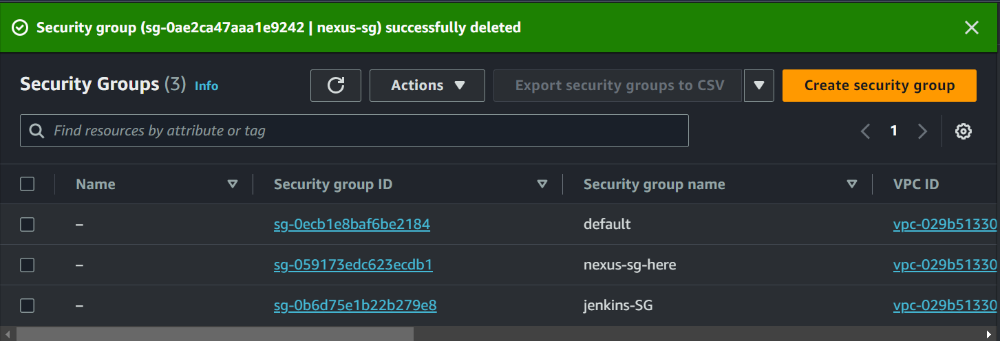 Security group (sg-0ae2ca47aaa1e9242 | nexus-sg) successfully deleted
Security Groups (3) Info Actions Export security groups to CSV Create security group
Find resources by attribute or tag 1
Name Security group ID Security group name VPC ID
– sg-0ecb1e8baf6be2184 default vpc-029b51330
– sg-059173edc623ecdb1 nexus-sg-here vpc-029b51330
– sg-0b6d75e1b22b279e8 jenkins-SG vpc-029b51330